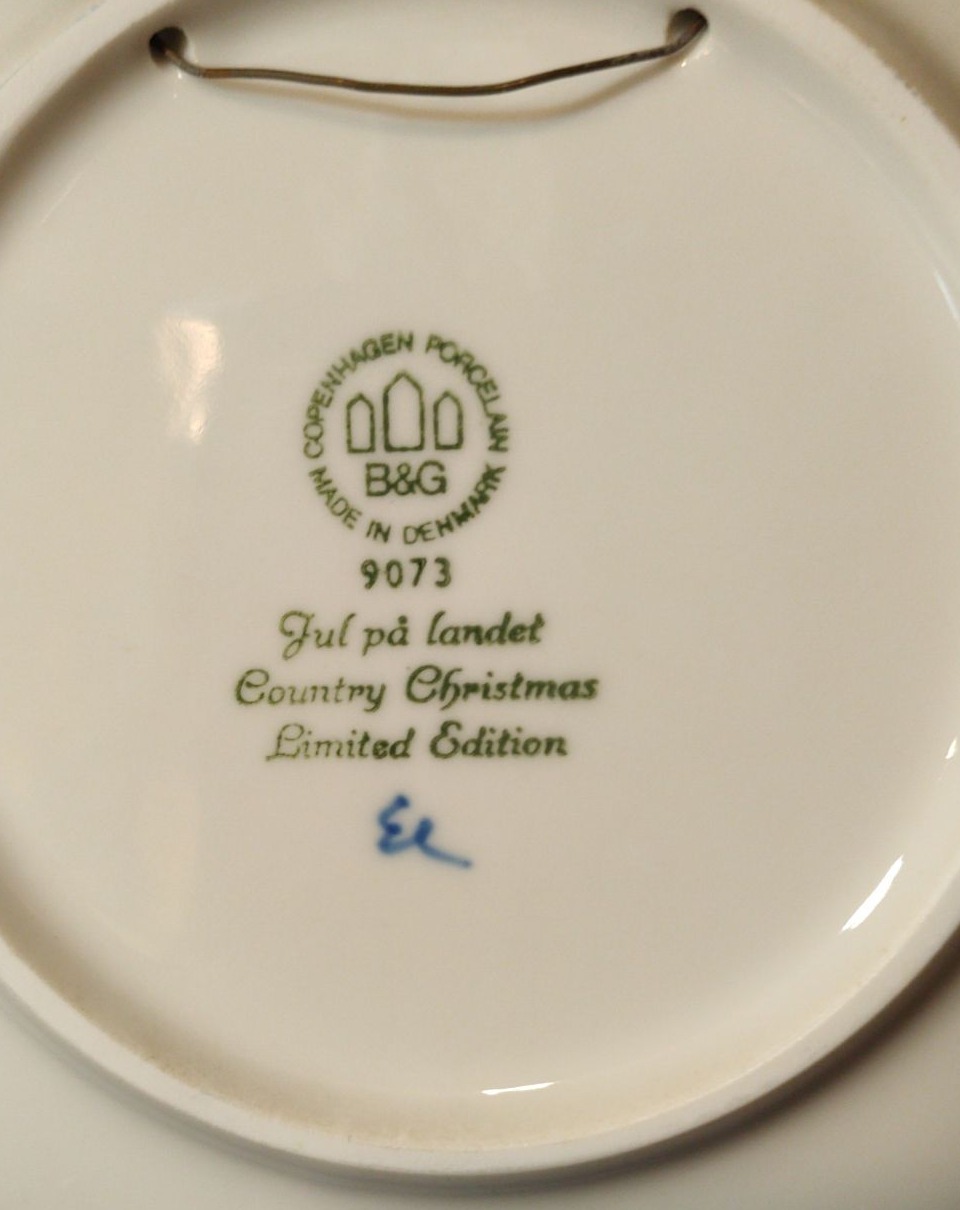 COPENHAGEN PORCELAIN
B&G
MADE IN DENMARK
9073
Jul på landet
Country Christmas
Limited Edition